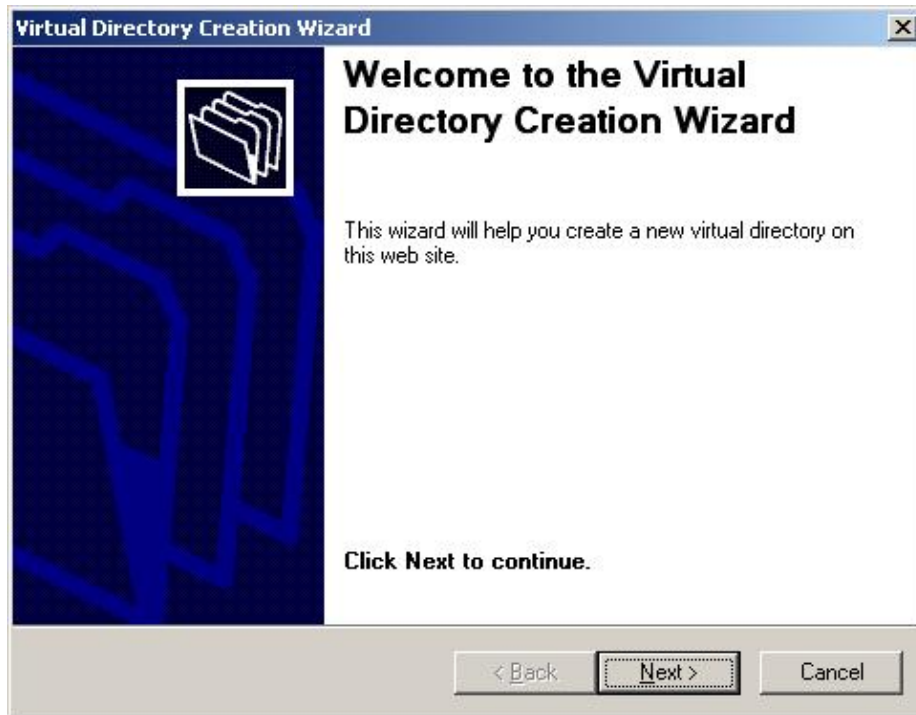 Virtual Directory Creation Wizard
Welcome to the Virtual
Directory Creation Wizard
This wizard will help you create a new virtual directory on
this web site.
Click Next to continue.
< Back
Next >
Cancel